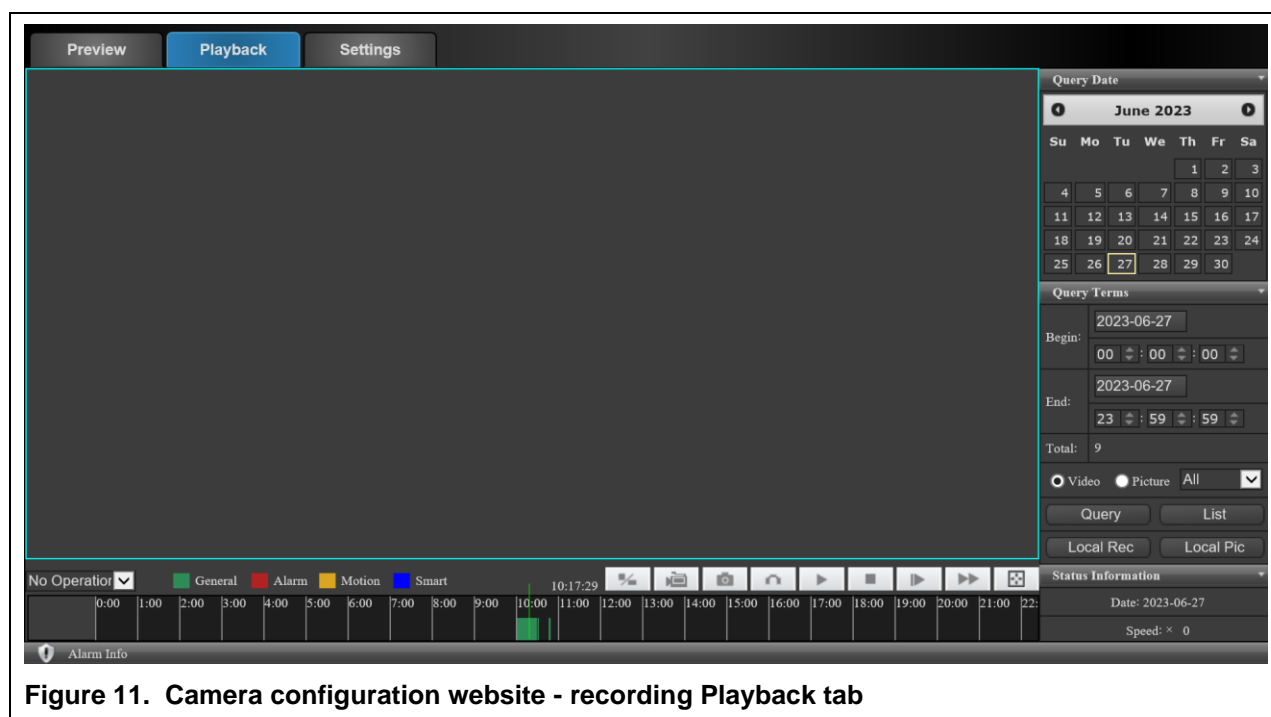 Preview Playback Settings
Query Date
June 2023
Su Mo Tu We Th Fr Sa
1 2 3
4 5 6 7 8 9 10
11 12 13 14 15 16 17
18 19 20 21 22 23 24
25 26 27 28 29 30
Query Terms
Begin:
2023-06-27
00 : 00 : 00
End:
2023-06-27
23 : 59 : 59
Total: 9
Video Picture All
Query List
Local Rec Local Pic
No Operation General Alarm Motion Smart 10:17:29
0:00 1:00 2:00 3:00 4:00 5:00 6:00 7:00 8:00 9:00 10:00 11:00 12:00 13:00 14:00 15:00 16:00 17:00 18:00 19:00 20:00 21:00 22:
Status Information
Date: 2023-06-27
Speed: × 0
Alarm Info
Figure 11. Camera configuration website - recording Playback tab